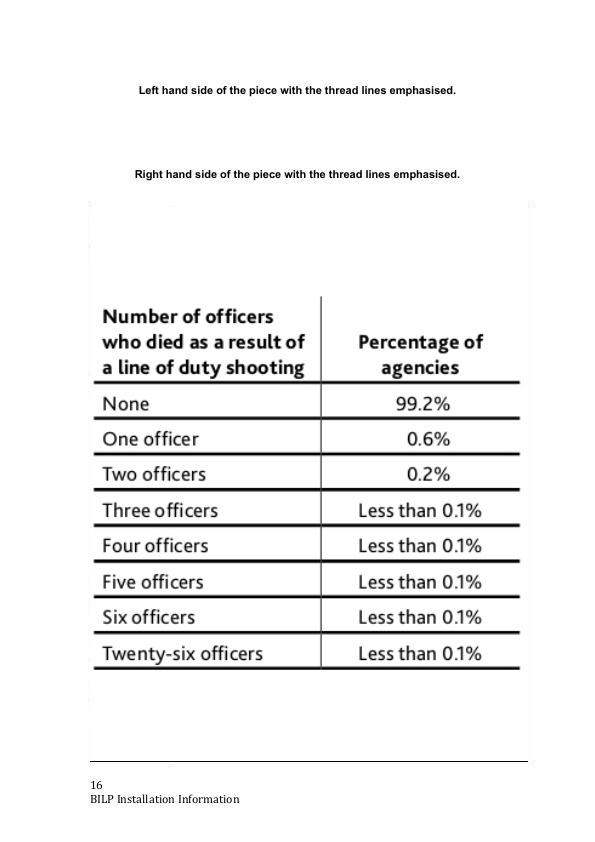 Left hand side of the piece with the thread lines emphasised.
Right hand side of the piece with the thread lines emphasised.
Number of officers
who died as a result of
a line of duty shooting
Percentage of
agencies
None 99.2%
One officer 0.6%
Two officers 0.2%
Three officers Less than 0.1%
Four officers Less than 0.1%
Five officers Less than 0.1%
Six officers Less than 0.1%
Twenty-six officers Less than 0.1%
16
BILP Installation Information